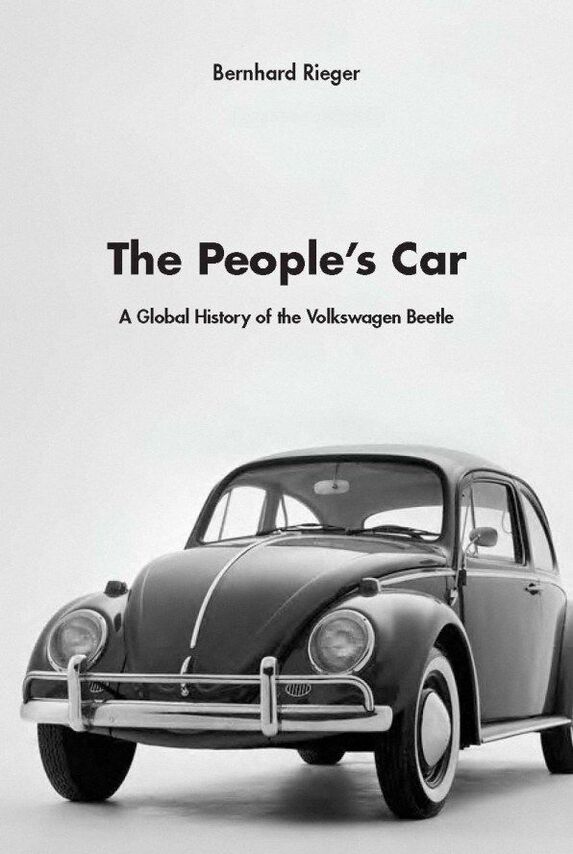 Bernhard Rieger
The People’s Car
A Global History of the Volkswagen Beetle